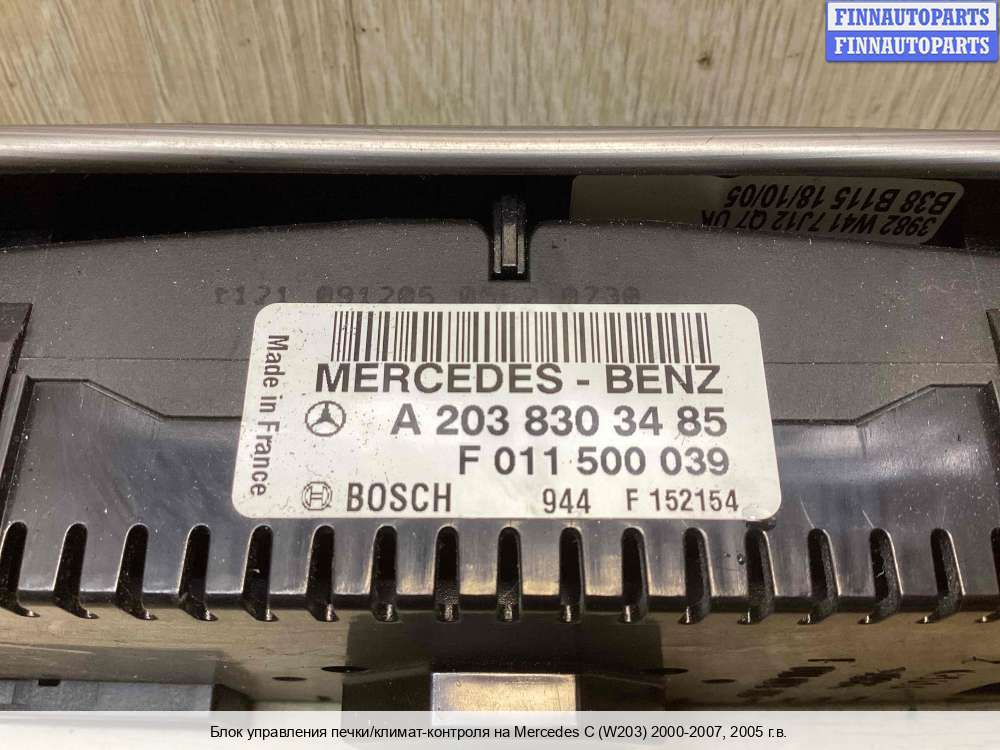 FINNAUTOPARTS
FINNAUTOPARTS
3982 W41 7J12 Q7 UK
B38 B115 18/10/05
091205 0730
Made in France
MERCEDES - BENZ
A 203 830 34 85
F 011 500 039
BOSCH 944 F 152154
Блок управления печки/климат-контроля на Mercedes C (W203) 2000-2007, 2005 г.в.